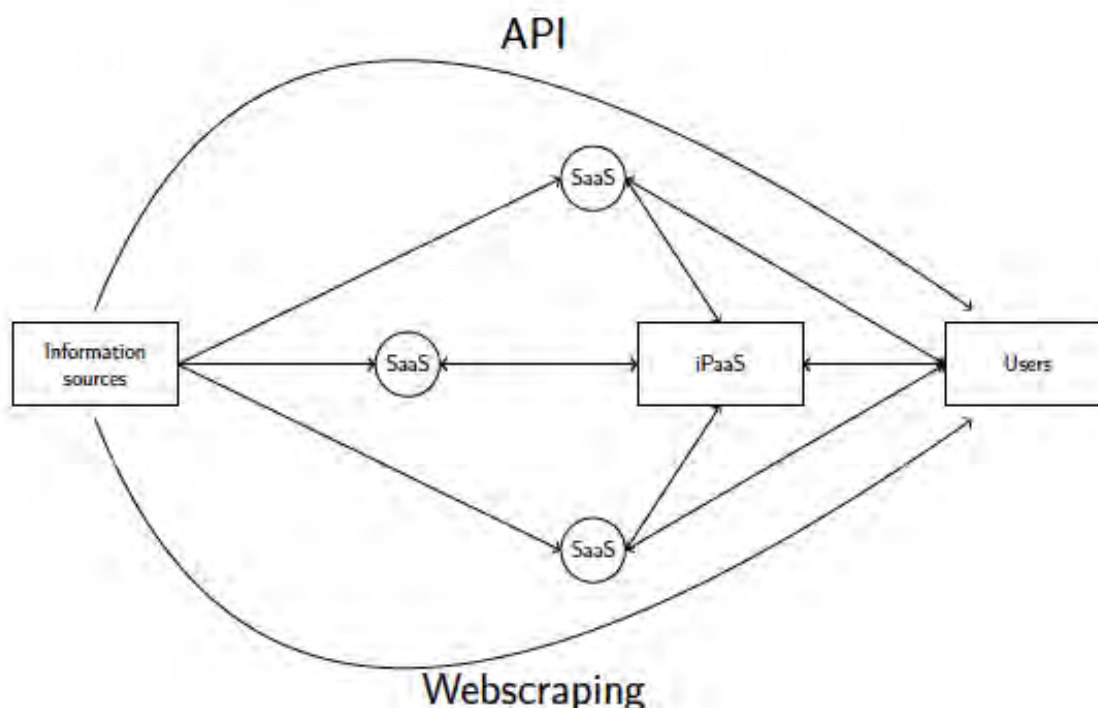 API
SaaS
Information
sources
SaaS
iPaaS
Users
SaaS
Webscraping